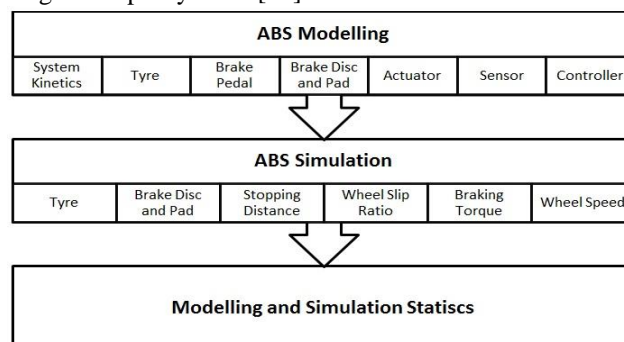 ABS Modelling
System Kinetics
Tyre
Brake Pedal
Brake Disc and Pad
Actuator
Sensor
Controller
ABS Simulation
Tyre
Brake Disc and Pad
Stopping Distance
Wheel Slip Ratio
Braking Torque
Wheel Speed
Modelling and Simulation Statiscs